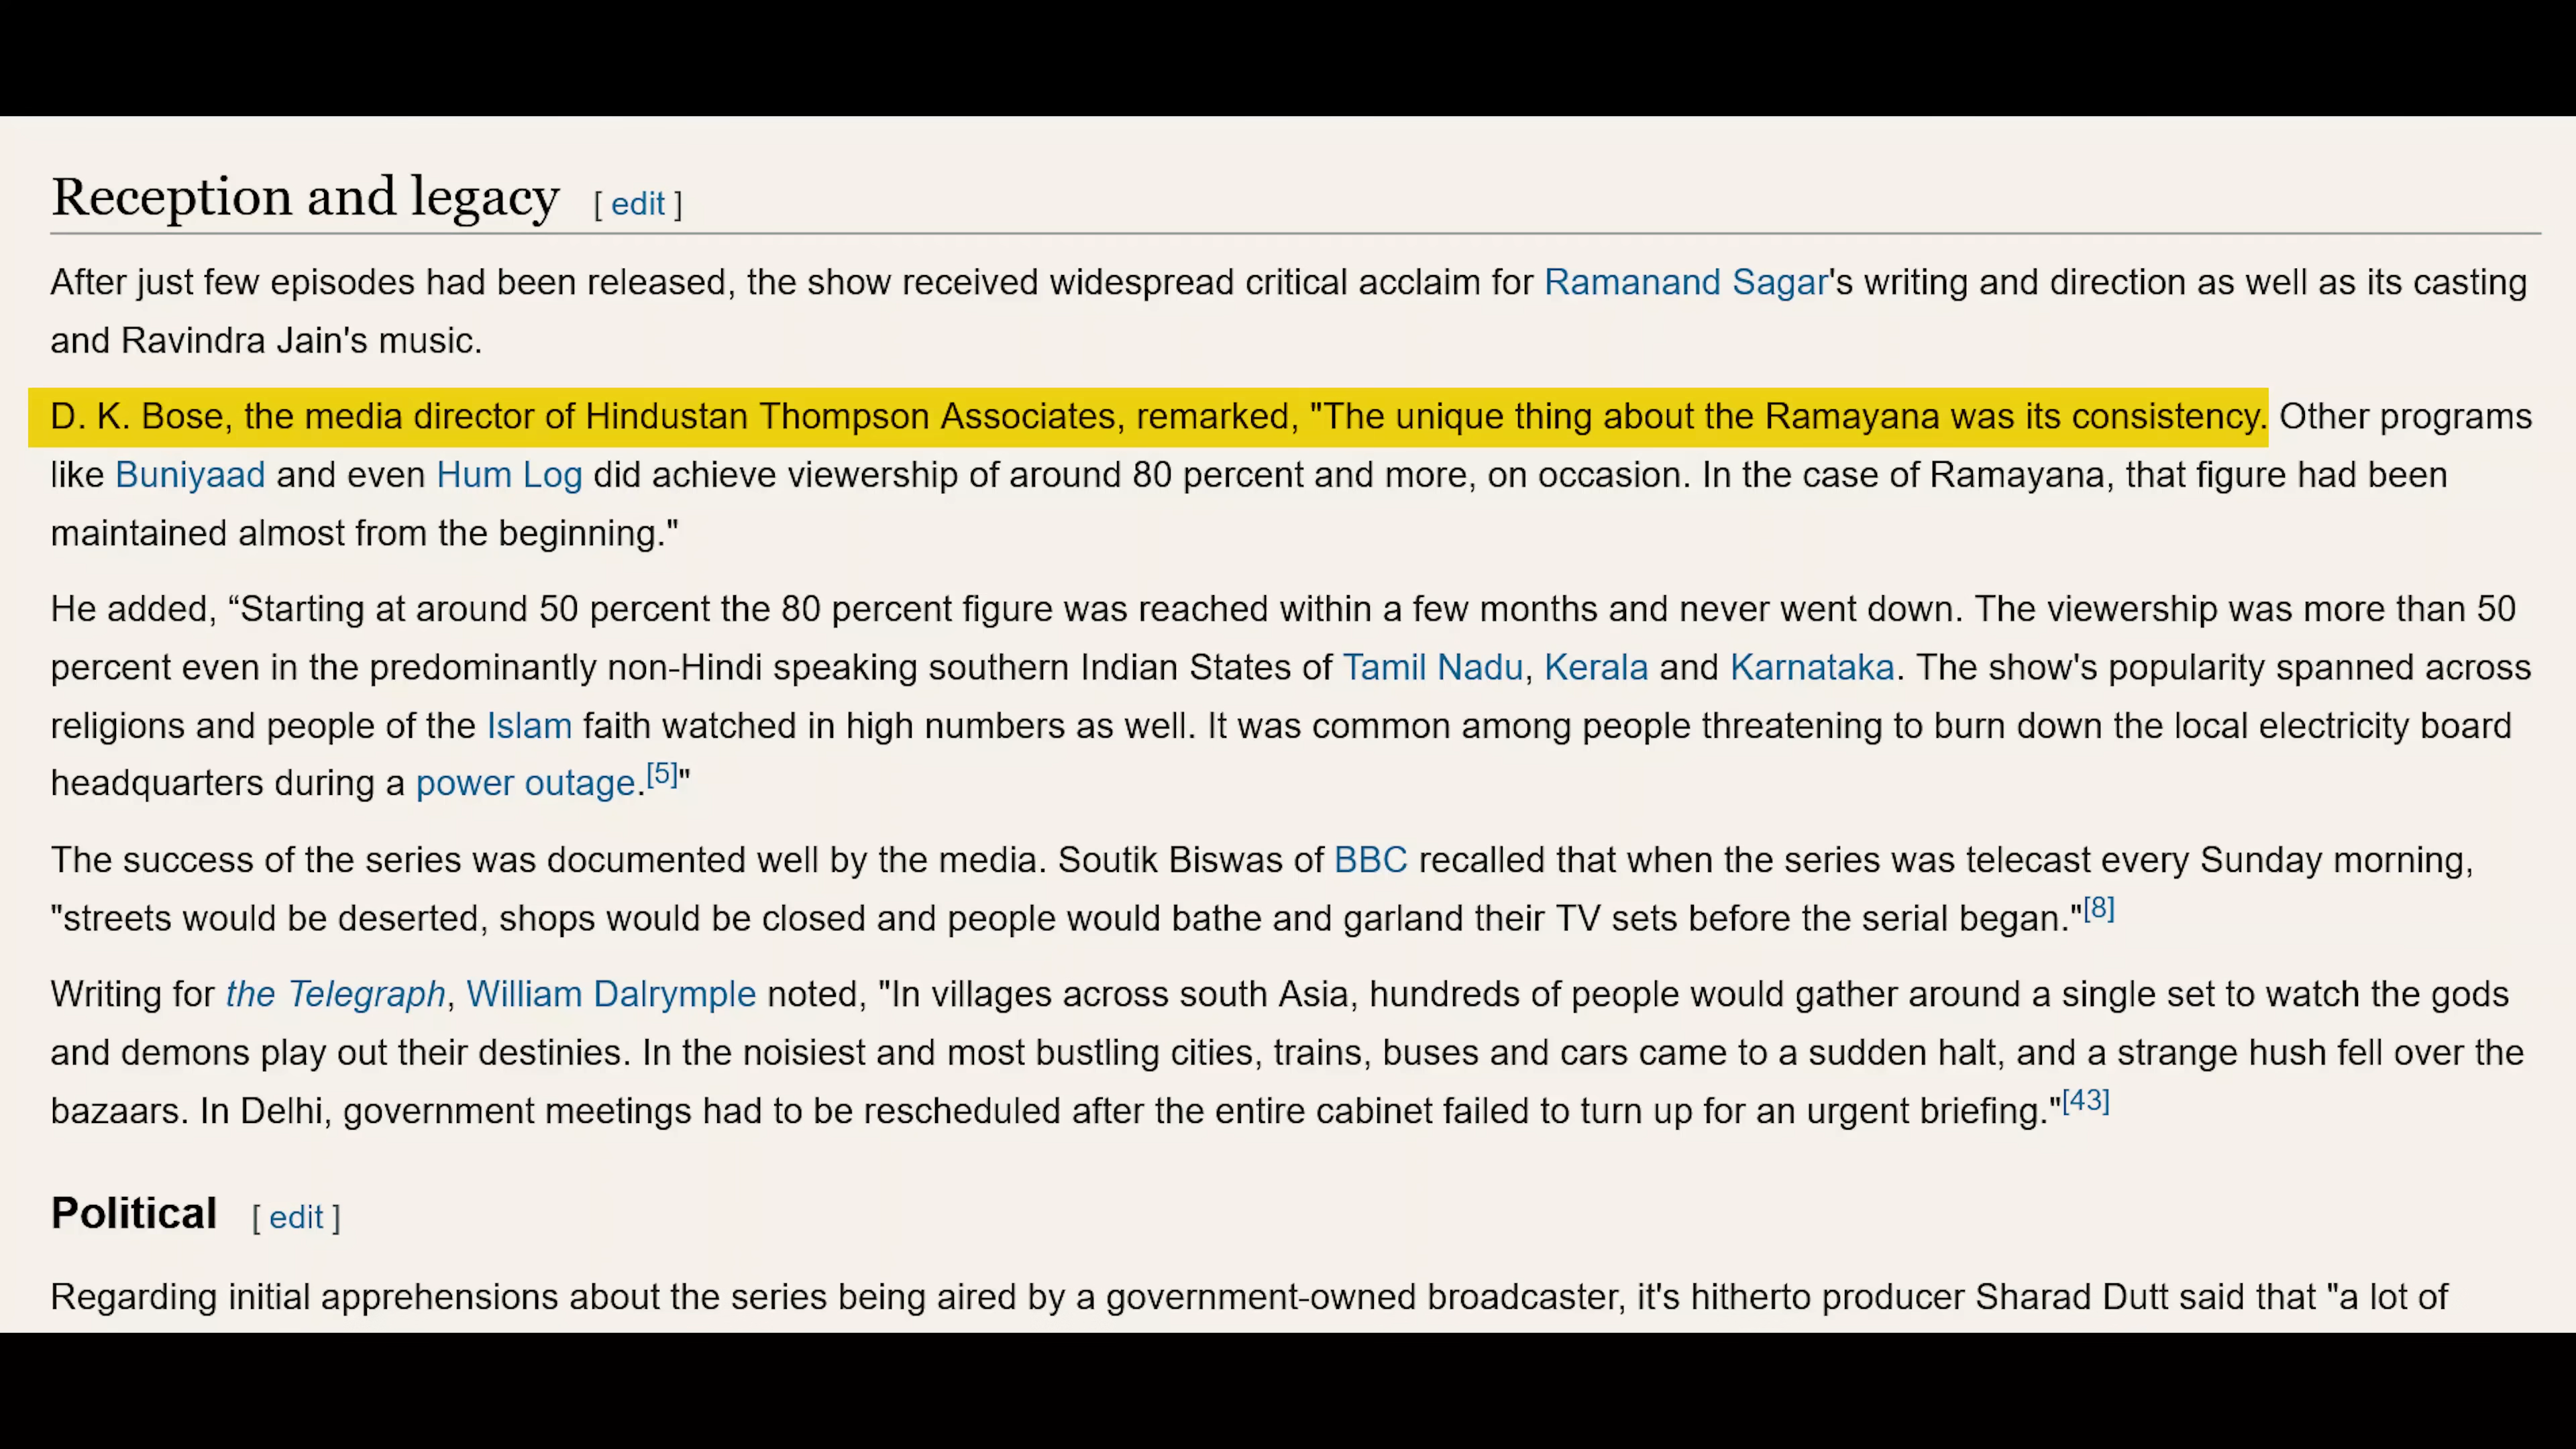 Reception and legacy [ edit ]
After just few episodes had been released, the show received widespread critical acclaim for Ramanand Sagar's writing and direction as well as its casting
and Ravindra Jain's music.
D. K. Bose, the media director of Hindustan Thompson Associates, remarked, "The unique thing about the Ramayana was its consistency. Other programs
like Buniyaad and even Hum Log did achieve viewership of around 80 percent and more, on occasion. In the case of Ramayana, that figure had been
maintained almost from the beginning."
He added, “Starting at around 50 percent the 80 percent figure was reached within a few months and never went down. The viewership was more than 50
percent even in the predominantly non-Hindi speaking southern Indian States of Tamil Nadu, Kerala and Karnataka. The show's popularity spanned across
religions and people of the Islam faith watched in high numbers as well. It was common among people threatening to burn down the local electricity board
headquarters during a power outage.[5]"
The success of the series was documented well by the media. Soutik Biswas of BBC recalled that when the series was telecast every Sunday morning,
"streets would be deserted, shops would be closed and people would bathe and garland their TV sets before the serial began."[8]
Writing for the Telegraph, William Dalrymple noted, "In villages across south Asia, hundreds of people would gather around a single set to watch the gods
and demons play out their destinies. In the noisiest and most bustling cities, trains, buses and cars came to a sudden halt, and a strange hush fell over the
bazaars. In Delhi, government meetings had to be rescheduled after the entire cabinet failed to turn up for an urgent briefing."[43]
Political [ edit ]
Regarding initial apprehensions about the series being aired by a government-owned broadcaster, it's hitherto producer Sharad Dutt said that "a lot of